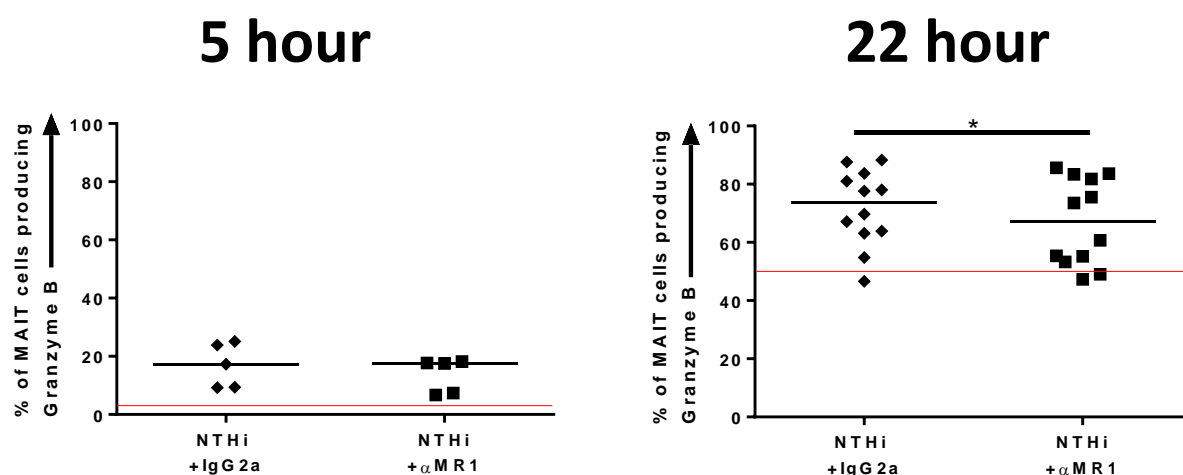 5 hour
22 hour
% of MAIT cells producing
Granzyme B
100
80
60
40
20
0
NTHi
+IgG2a
NTHi
+αMR1
% of MAIT cells producing
Granzyme B
100
80
60
40
20
0
*
NTHi
+IgG2a
NTHi
+αMR1